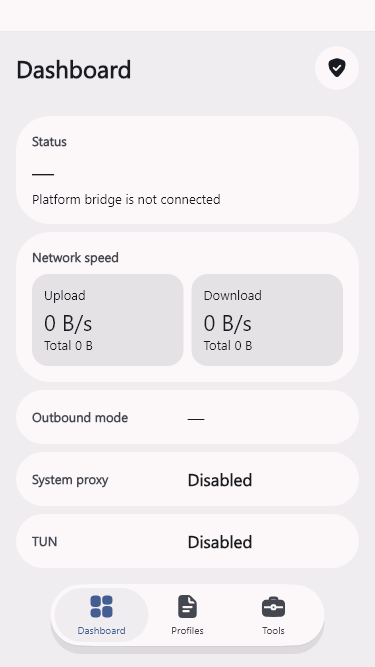 Dashboard
Status
—
Platform bridge is not connected
Network speed
Upload
0 B/s
Total 0 B
Download
0 B/s
Total 0 B
Outbound mode —
System proxy Disabled
TUN Disabled
Dashboard Profiles Tools